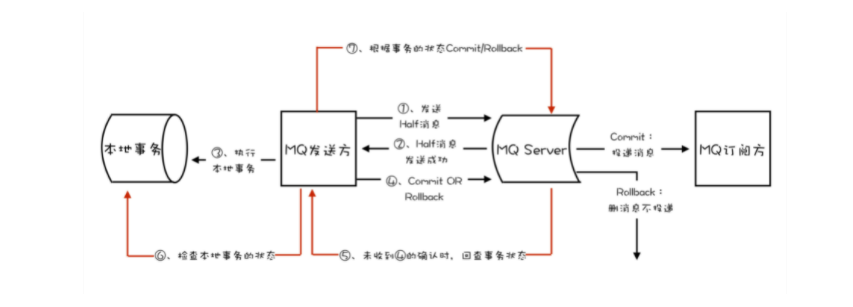 ⑦、根据事务的状态Commit/Rollback
①、发送
Half消息
本地事务
③、执行
本地事务
MQ发送方
②、Half消息
发送成功
MQ Server
Commit：
投递消息
MQ订阅方
④、Commit OR
Rollback
Rollback：
删消息不投递
⑥、检查本地事务的状态
⑤、未收到④的确认时，回查事务状态